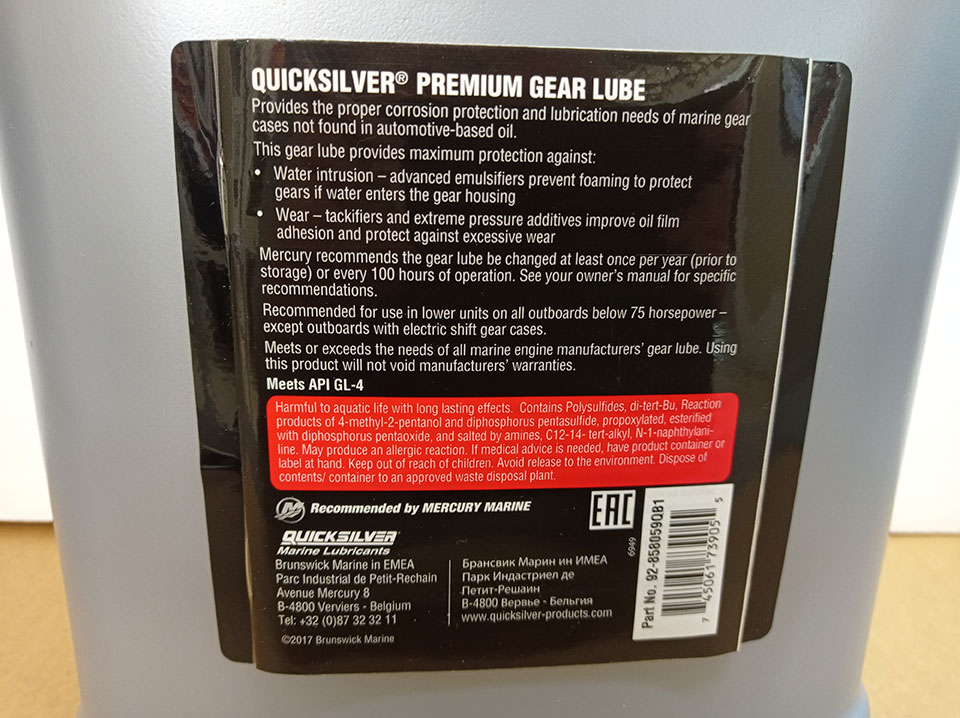 QUICKSILVER® PREMIUM GEAR LUBE
Provides the proper corrosion protection and lubrication needs of marine gear
cases not found in automotive-based oil.
This gear lube provides maximum protection against:
• Water intrusion – advanced emulsifiers prevent foaming to protect
gears if water enters the gear housing
• Wear – tackifiers and extreme pressure additives improve oil film
adhesion and protect against excessive wear
Mercury recommends the gear lube be changed at least once per year (prior to
storage) or every 100 hours of operation. See your owner's manual for specific
recommendations.
Recommended for use in lower units on all outboards below 75 horsepower –
except outboards with electric shift gear cases.
Meets or exceeds the needs of all marine engine manufacturers' gear lube. Using
this product will not void manufacturers' warranties.
Meets API GL-4
Harmful to aquatic life with long lasting effects. Contains Polysulfides, di-tert-Bu, Reaction
products of 4-methyl-2-pentanol and diphosphorus pentasulfide, propoxylated, esterified
with diphosphorus pentaoxide, and salted by amines, C12-14- tert-alkyl, N-1-naphthylani-
line. May produce an allergic reaction. If medical advice is needed, have product container or
label at hand. Keep out of reach of children. Avoid release to the environment. Dispose of
contents/ container to an approved waste disposal plant.
Recommended by MERCURY MARINE
EAC
6949
QUICKSILVER
Marine Lubricants
Brunswick Marine in EMEA
Parc Industrial de Petit-Rechain
Avenue Mercury 8
B-4800 Verviers - Belgium
Tel: +32 (0)87 32 32 11
©2017 Brunswick Marine
Брансвик Марин ин ИМЕА
Парк Индастриел де
Петит-Решаин
В-4800 Вервье - Бельгия
www.quicksilver-products.com
Part No. 92-858059QB1
7 45061 73905 5